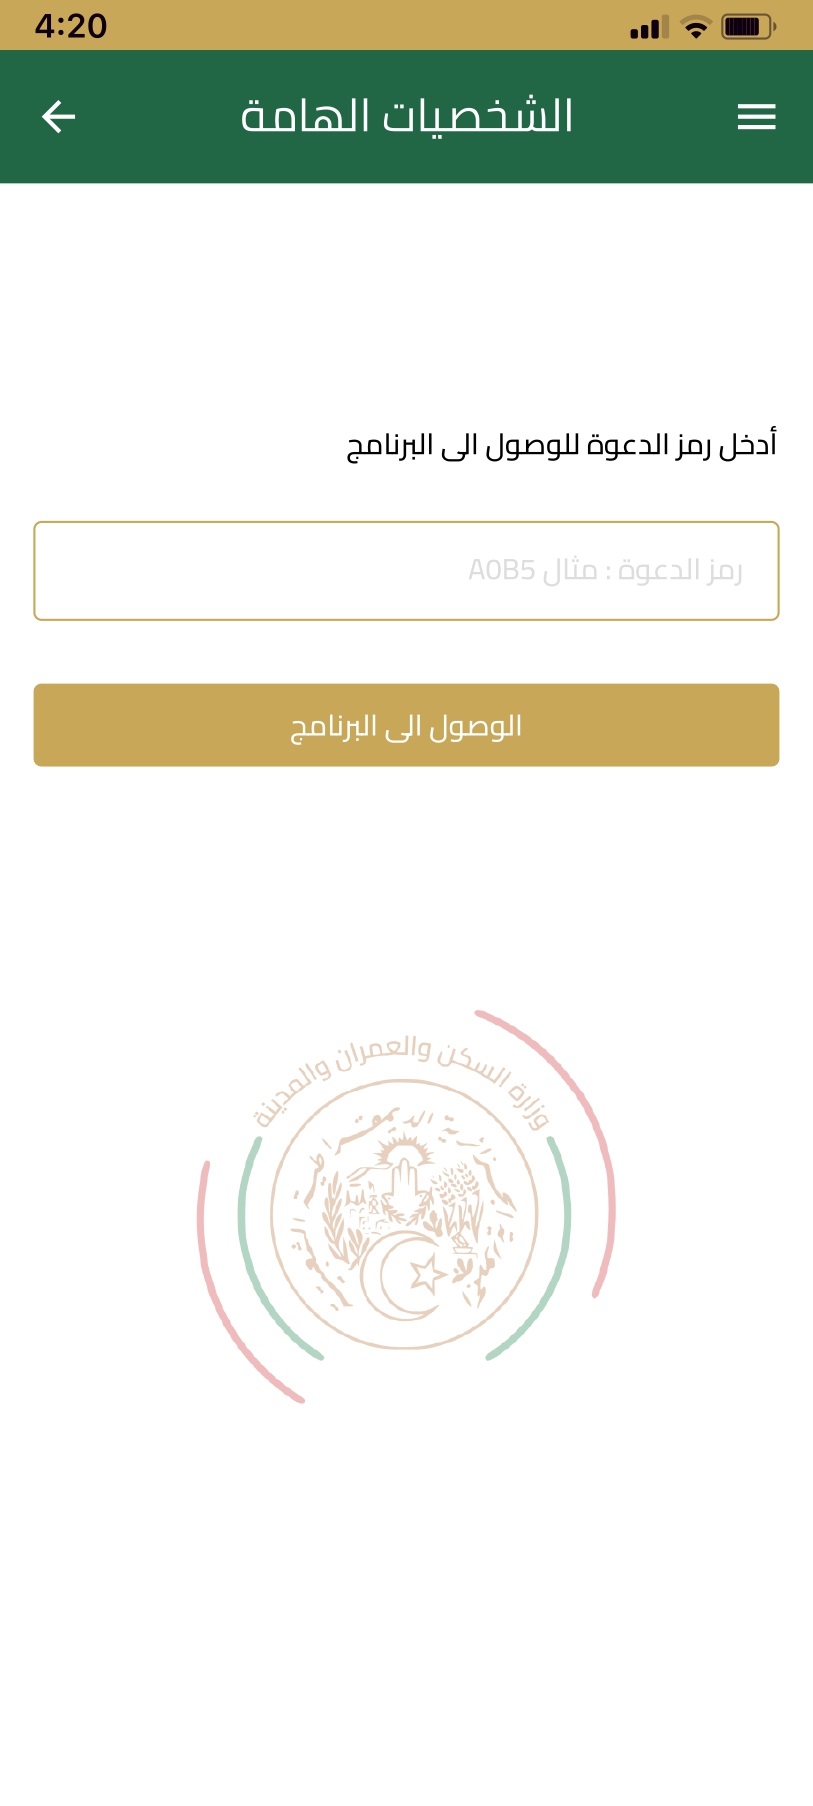 4:20
الشخصيات الهامة
أدخل رمز الدعوة للوصول الى البرنامج
رمز الدعوة : مثال A0B5
الوصول الى البرنامج
وزارة السكن والعمران والمدينة